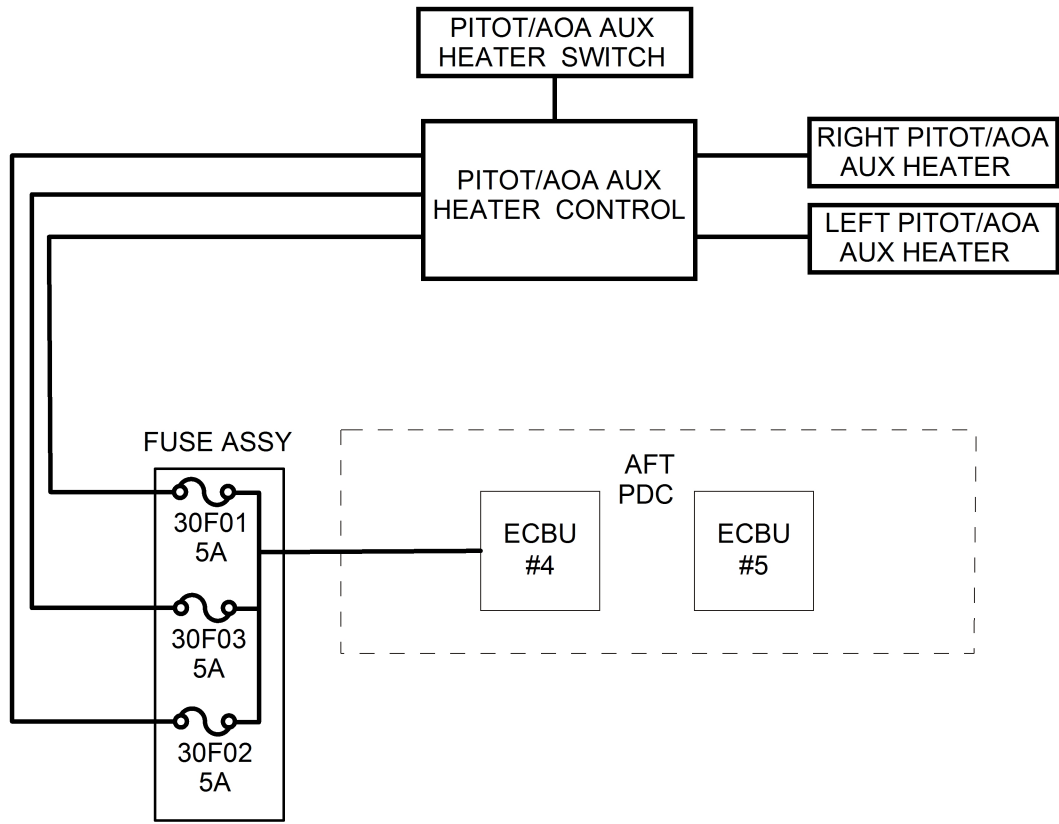 PITOT/AOA AUX
HEATER SWITCH
PITOT/AOA AUX
HEATER CONTROL
RIGHT PITOT/AOA
AUX HEATER
LEFT PITOT/AOA
AUX HEATER
FUSE ASSY
30F01
5A
30F03
5A
30F02
5A
AFT
PDC
ECBU
#4
ECBU
#5